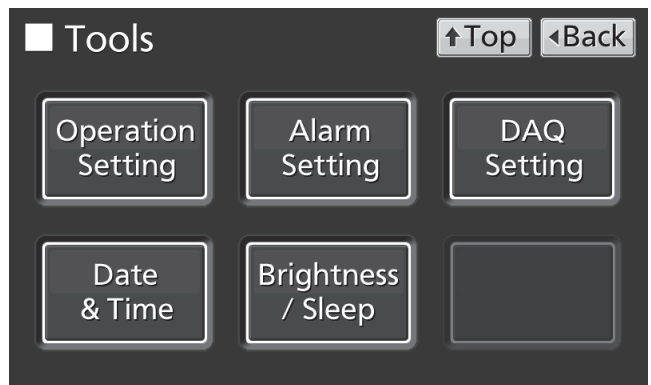 Tools
Top
Back
Operation
Setting
Alarm
Setting
DAQ
Setting
Date
& Time
Brightness
/ Sleep